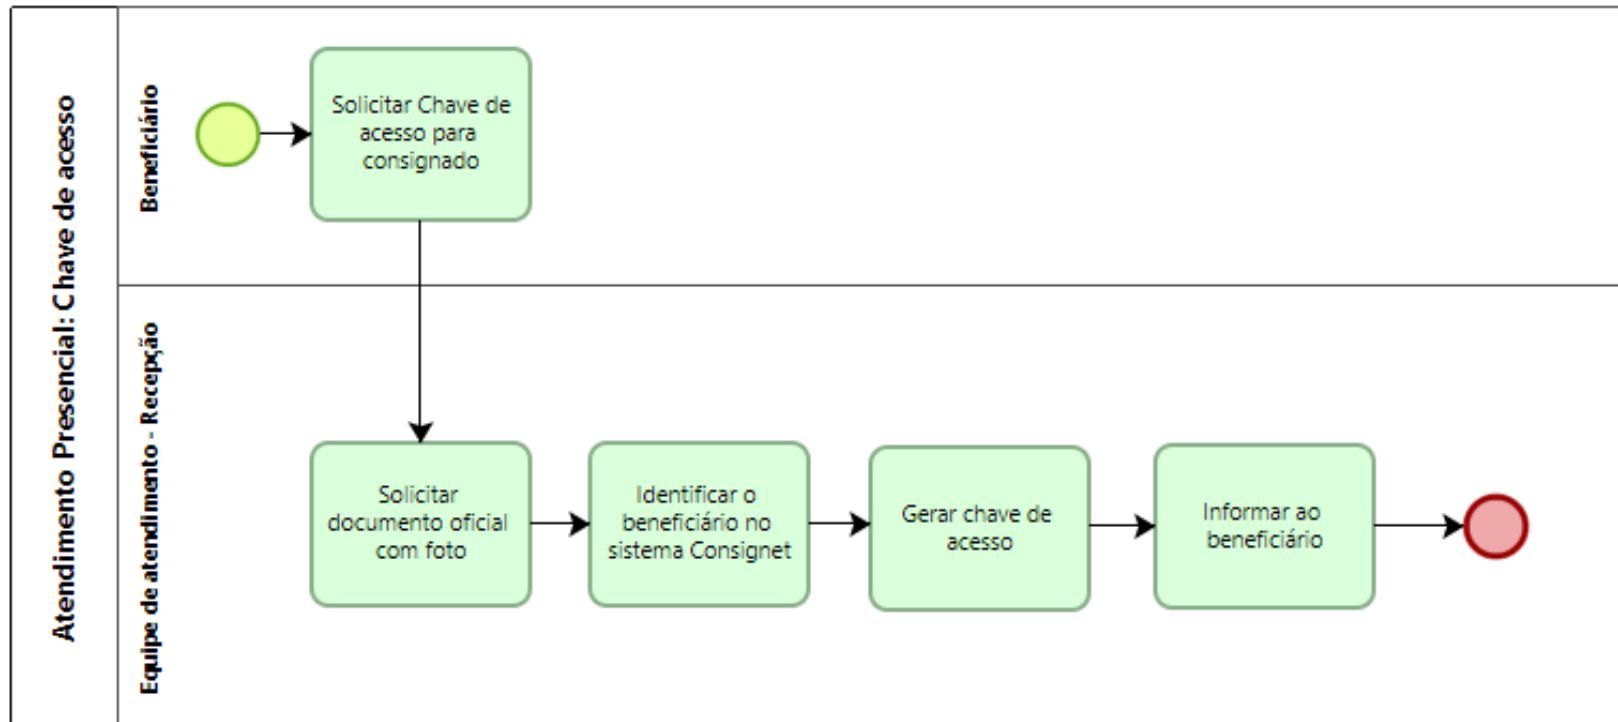 Atendimento Presencial: Chave de acesso
Beneficiário
Solicitar Chave de
acesso para
consignado
Equipe de atendimento - Recepção
Solicitar
documento oficial
com foto
Identificar o
beneficiário no
sistema Consignet
Gerar chave de
acesso
Informar ao
beneficiário